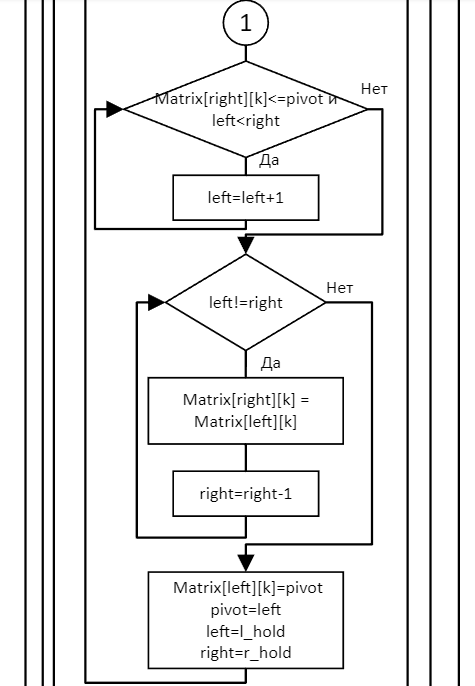 1
Matrix[right][k]<=pivot и
left<right
Нет
Да
left=left+1
left!=right
Нет
Да
Matrix[right][k] =
Matrix[left][k]
right=right-1
Matrix[left][k]=pivot
pivot=left
left=l_hold
right=r_hold